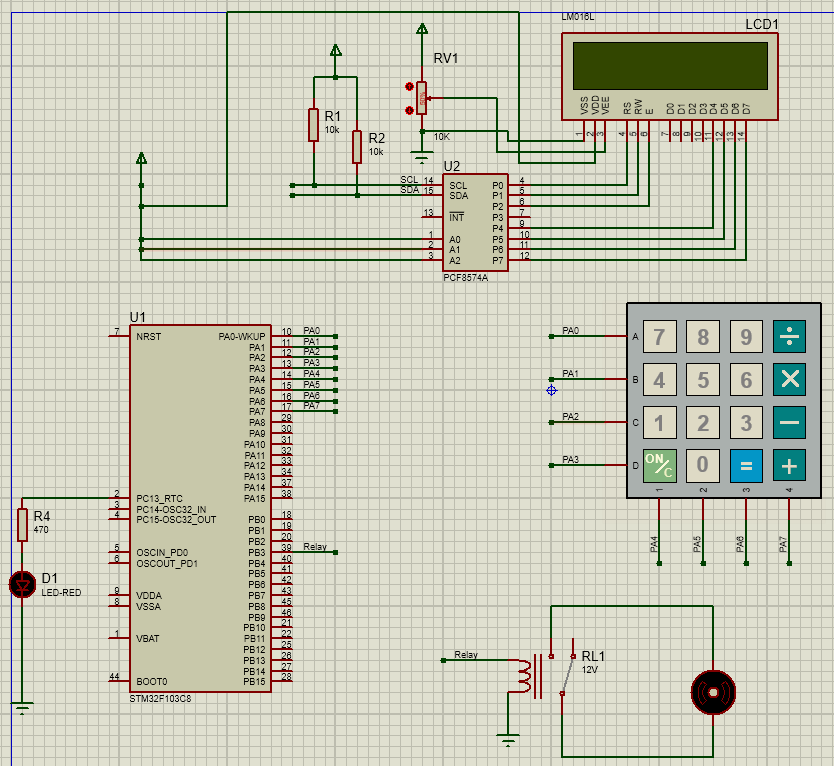 LM016L
LCD1
VSS VDD VEE RS RW E D0 D1 D2 D3 D4 D5 D6 D7
1 2 3 4 5 6 7 8 9 10 11 12 13 14
RV1
10K
R1
10k
R2
10k
U2
SCL 14 SCL P0 4
SDA 15 SDA P1 5
P2 6
13 INT P3 7
P4 9
1 A0 P5 10
2 A1 P6 11
3 A2 P7 12
PCF8574A
U1
7 NRST PA0-WKUP 10 PA0
PA1 11 PA1
PA2 12 PA2
PA3 13 PA3
PA4 14 PA4
PA5 15 PA5
PA6 16 PA6
PA7 17 PA7
PA8 29
PA9 30
PA10 31
PA11 32
PA12 33
PA13 34
PA14 37
2 PC13_RTC PA15 38
3 PC14-OSC32_IN
4 PC15-OSC32_OUT PB0 18
PB1 19
PB2 20
5 OSCIN_PD0 PB3 39 Relay
6 OSCOUT_PD1 PB4 40
PB5 41
PB6 42
9 VDDA PB7 43
8 VSSA PB8 45
PB9 46
PB10 21
1 VBAT PB11 22
PB12 25
PB13 26
PB14 27
44 BOOT0 PB15 28
STM32F103C8
R4
470
D1
LED-RED
PA0 A 7 8 9 ÷
PA1 B 4 5 6 ×
PA2 C 1 2 3 −
PA3 D ON/C 0 = +
1 2 3 4
PA4 PA5 PA6 PA7
Relay
RL1
12V